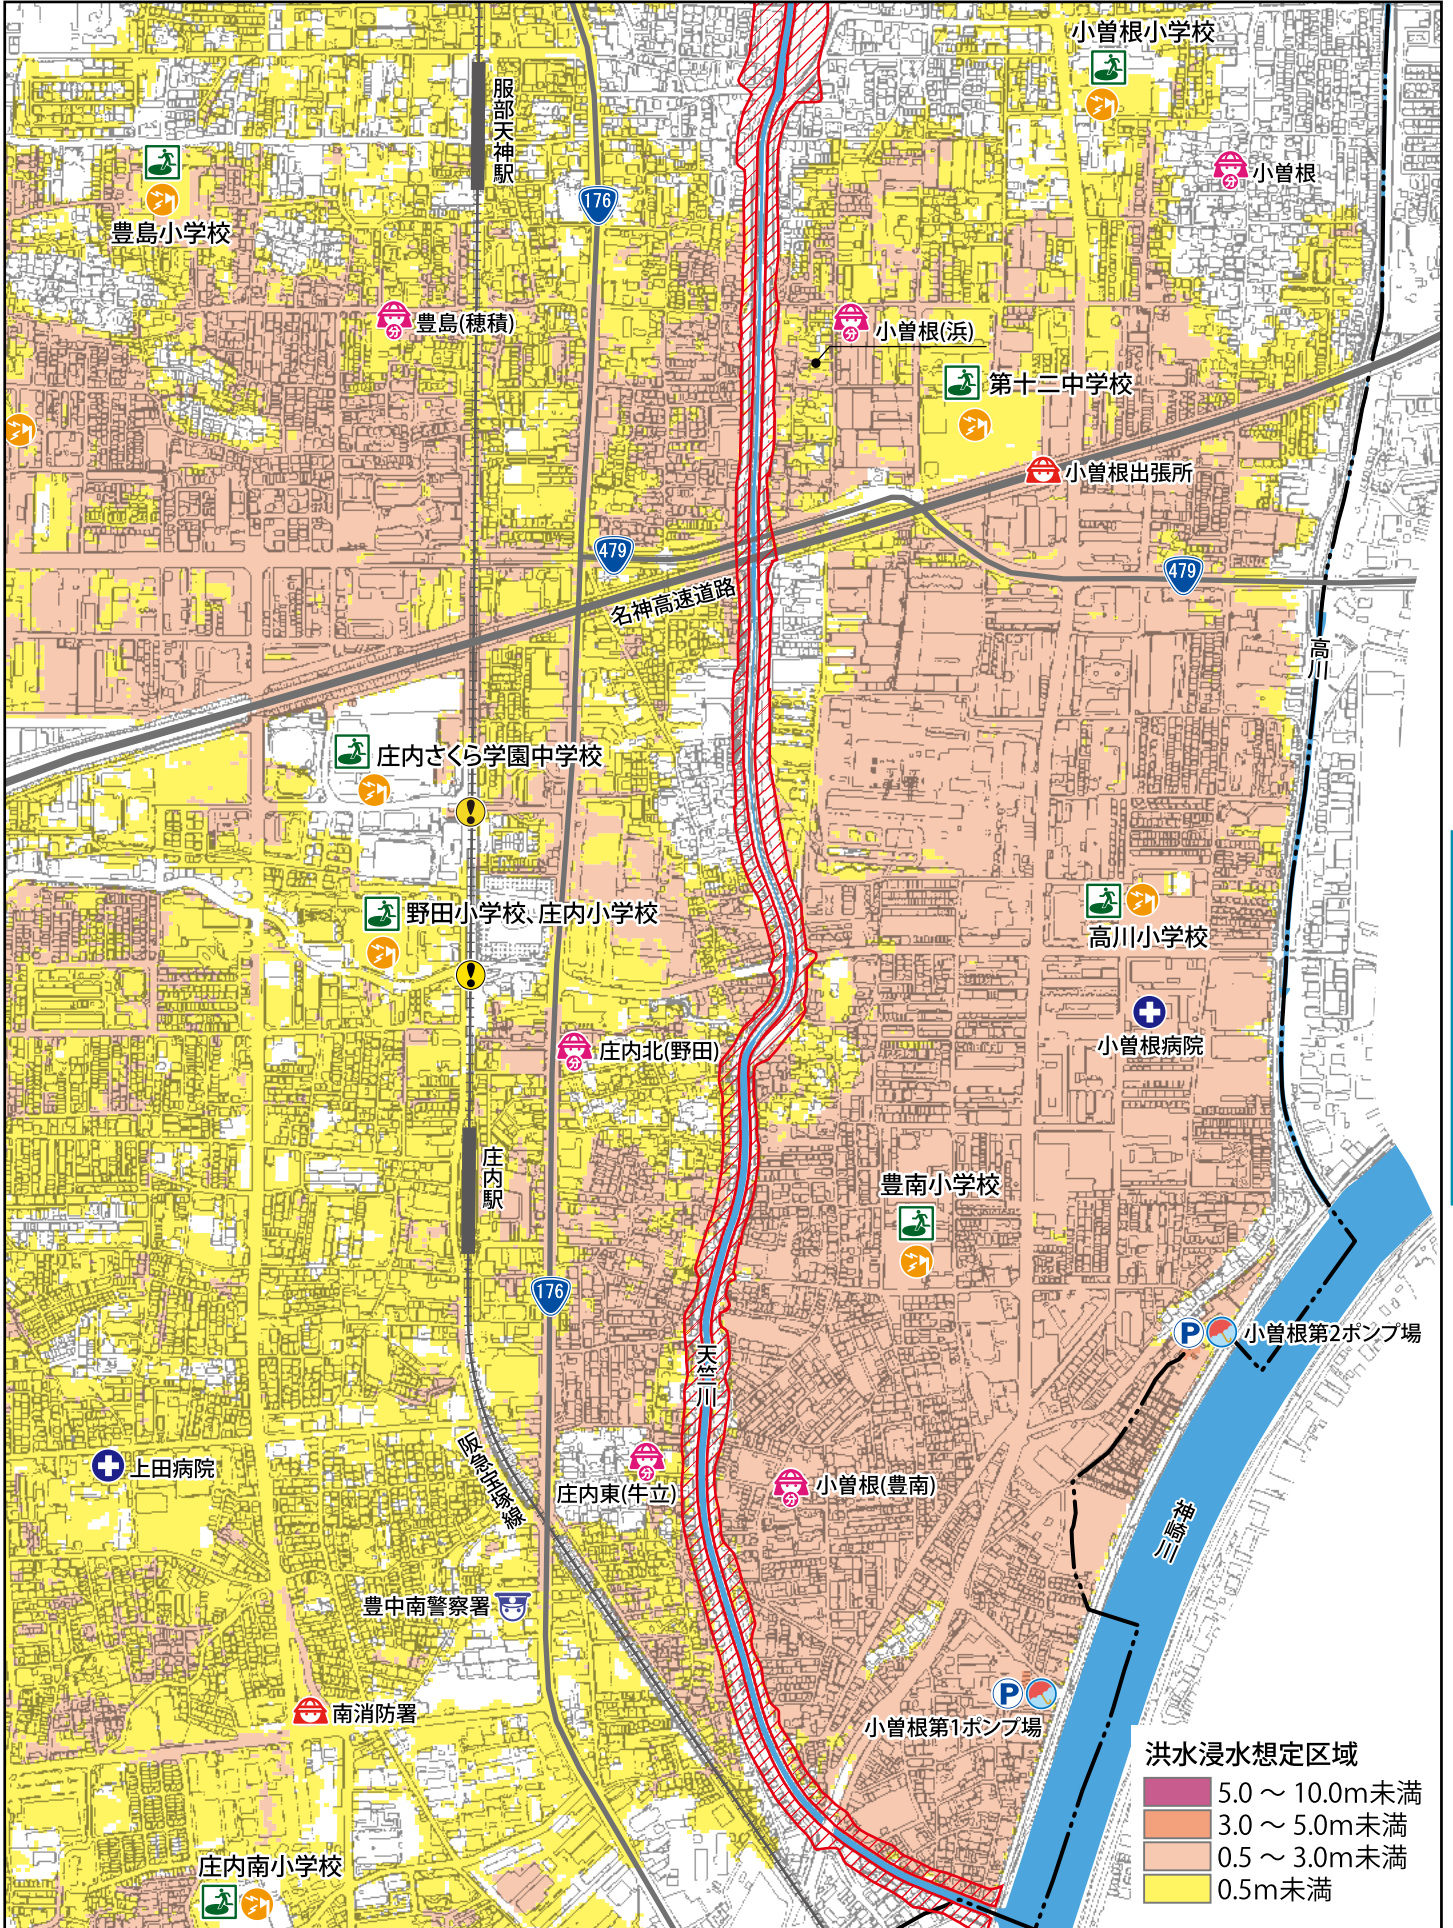 小曽根小学校
服部天神駅
小曽根
176
豊島小学校
分
豊島(穂積)
分
小曽根(浜)
分
第十二中学校
小曽根出張所
479
479
名神高速道路
高川
庄内さくら学園中学校
!
野田小学校、庄内小学校
高川小学校
!
小曽根病院
庄内北(野田)
分
庄内駅
豊南小学校
176
P
小曽根第2ポンプ場
天竺川
阪急宝塚線
上田病院
分
庄内東(牛立)
小曽根(豊南)
分
神崎川
豊中南警察署
P
南消防署
小曽根第1ポンプ場
洪水浸水想定区域
5.0 ～ 10.0m未満
3.0 ～ 5.0m未満
0.5 ～ 3.0m未満
0.5m未満
庄内南小学校